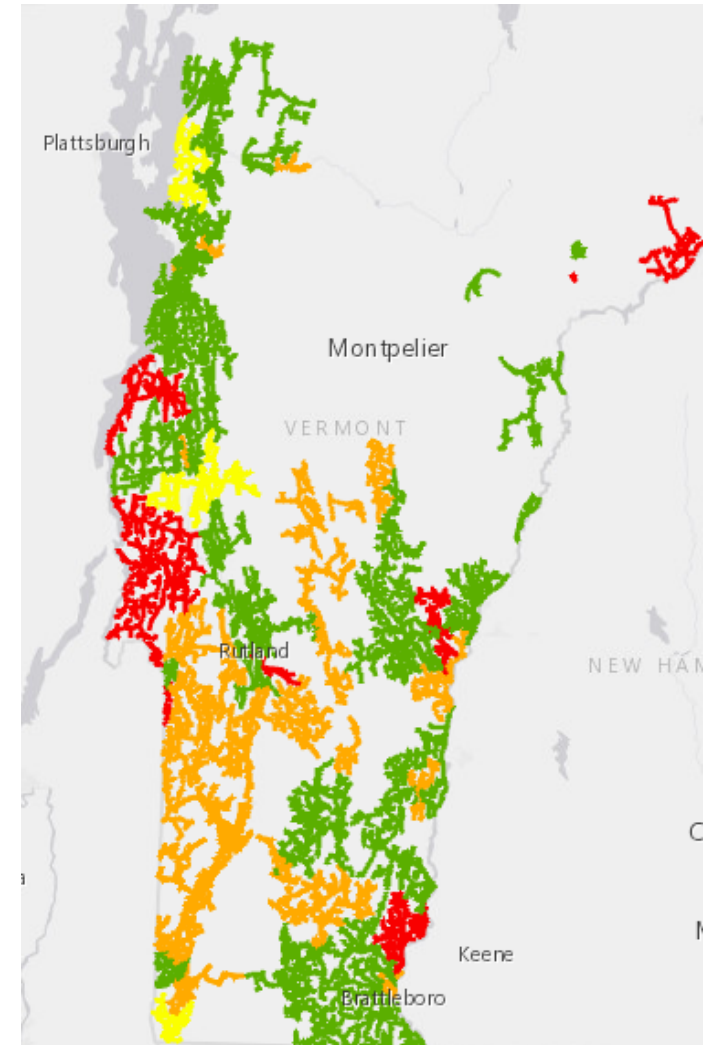 Plattsburgh
Montpelier
VERMONT
Rutland
NEW HAM
C
M
Keene
Brattleboro
a